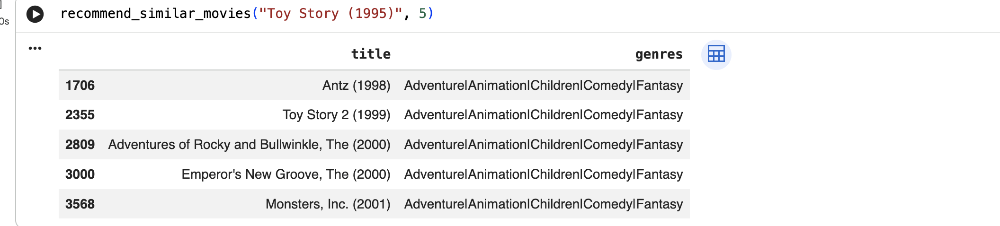 ]
0s
recommend_similar_movies("Toy Story (1995)", 5)
title genres
1706 Antz (1998) Adventure|Animation|Children|Comedy|Fantasy
2355 Toy Story 2 (1999) Adventure|Animation|Children|Comedy|Fantasy
2809 Adventures of Rocky and Bullwinkle, The (2000) Adventure|Animation|Children|Comedy|Fantasy
3000 Emperor's New Groove, The (2000) Adventure|Animation|Children|Comedy|Fantasy
3568 Monsters, Inc. (2001) Adventure|Animation|Children|Comedy|Fantasy